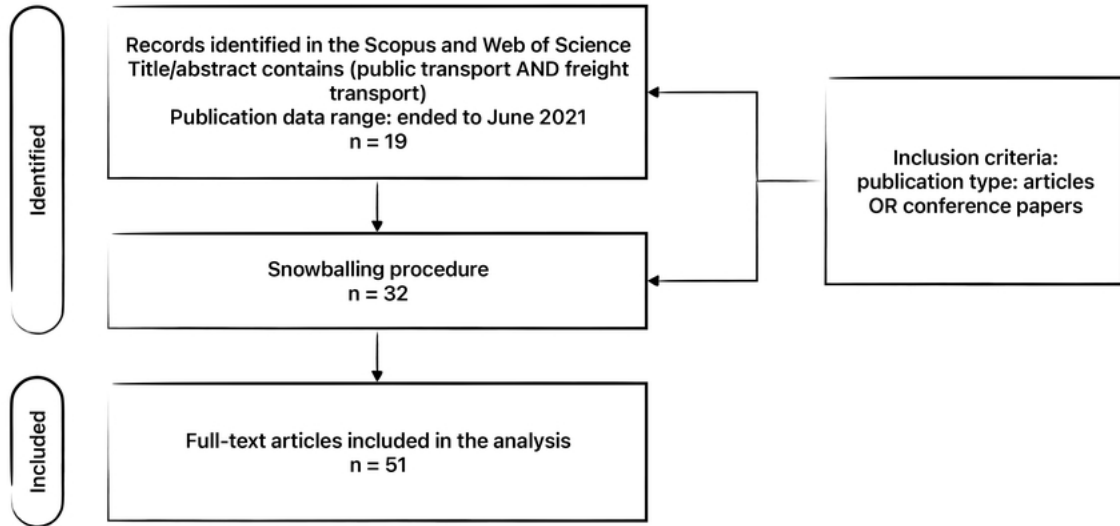 Identified
Records identified in the Scopus and Web of Science
Title/abstract contains (public transport AND freight
transport)
Publication data range: ended to June 2021
n = 19
Inclusion criteria:
publication type: articles
OR conference papers
Snowballing procedure
n = 32
Included
Full-text articles included in the analysis
n = 51